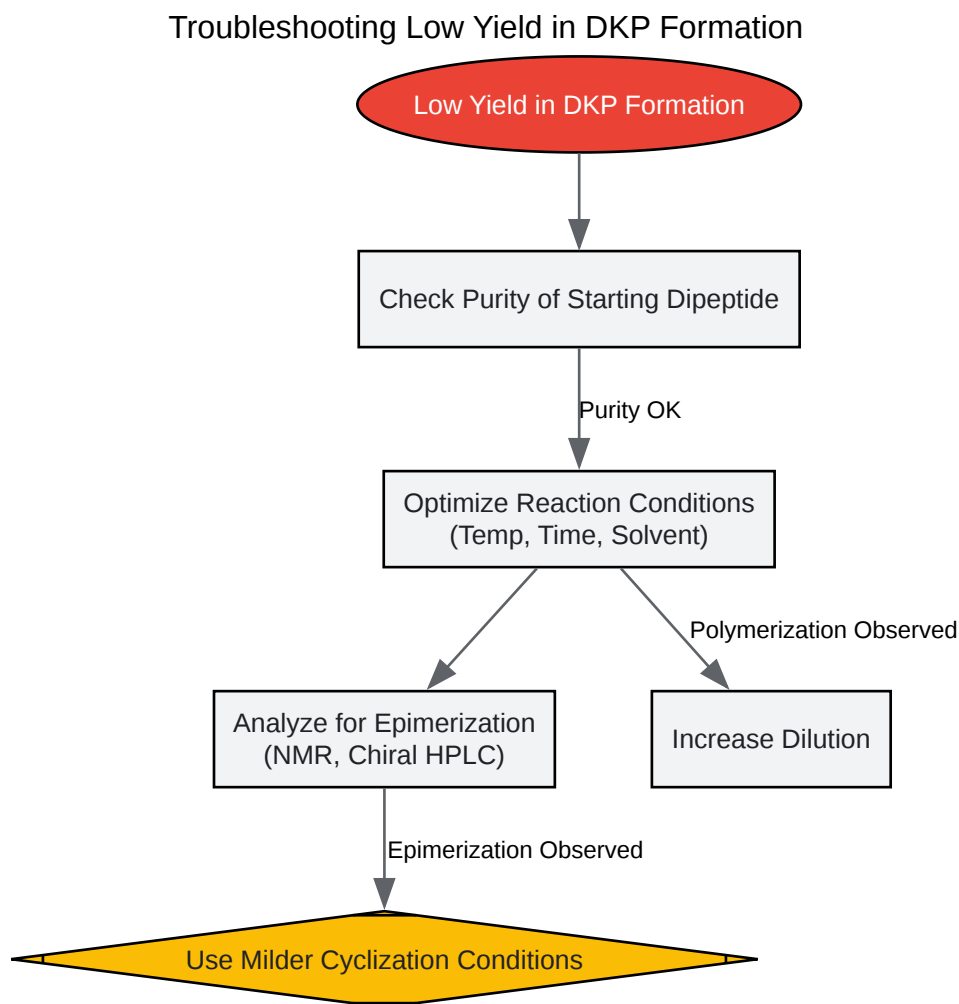 Troubleshooting Low Yield in DKP Formation
Low Yield in DKP Formation
Check Purity of Starting Dipeptide
Purity OK
Optimize Reaction Conditions
(Temp, Time, Solvent)
Polymerization Observed
Analyze for Epimerization
(NMR, Chiral HPLC)
Increase Dilution
Epimerization Observed
Use Milder Cyclization Conditions